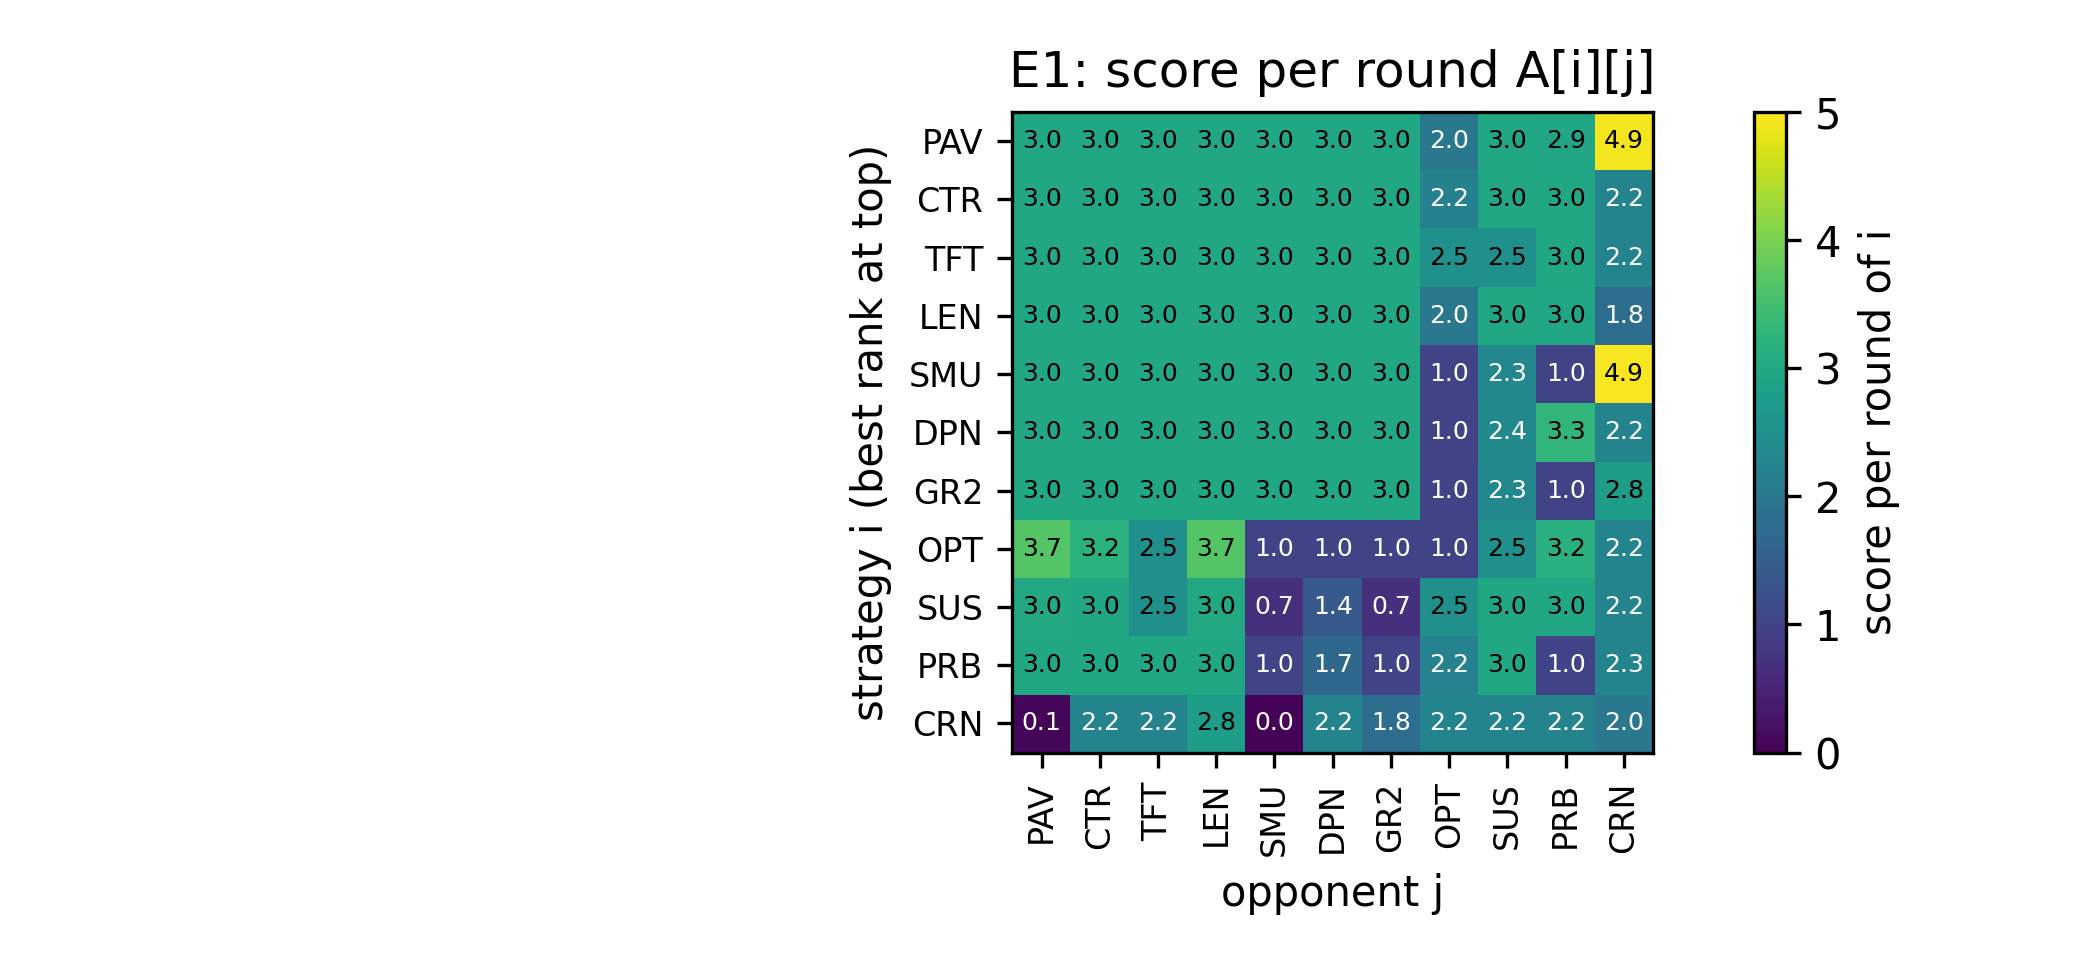 E1: score per round A[i][j]
strategy i (best rank at top)
PAV 3.0 3.0 3.0 3.0 3.0 3.0 3.0 2.0 3.0 2.9 4.9
CTR 3.0 3.0 3.0 3.0 3.0 3.0 3.0 2.2 3.0 3.0 2.2
TFT 3.0 3.0 3.0 3.0 3.0 3.0 3.0 2.5 2.5 3.0 2.2
LEN 3.0 3.0 3.0 3.0 3.0 3.0 3.0 2.0 3.0 3.0 1.8
SMU 3.0 3.0 3.0 3.0 3.0 3.0 3.0 1.0 2.3 1.0 4.9
DPN 3.0 3.0 3.0 3.0 3.0 3.0 3.0 1.0 2.4 3.3 2.2
GR2 3.0 3.0 3.0 3.0 3.0 3.0 3.0 1.0 2.3 1.0 2.8
OPT 3.7 3.2 2.5 3.7 1.0 1.0 1.0 1.0 2.5 3.2 2.2
SUS 3.0 3.0 2.5 3.0 0.7 1.4 0.7 2.5 3.0 3.0 2.2
PRB 3.0 3.0 3.0 3.0 1.0 1.7 1.0 2.2 3.0 1.0 2.3
CRN 0.1 2.2 2.2 2.8 0.0 2.2 1.8 2.2 2.2 2.2 2.0
PAV CTR TFT LEN SMU DPN GR2 OPT SUS PRB CRN
opponent j
5
4
3
2
1
0
score per round of i